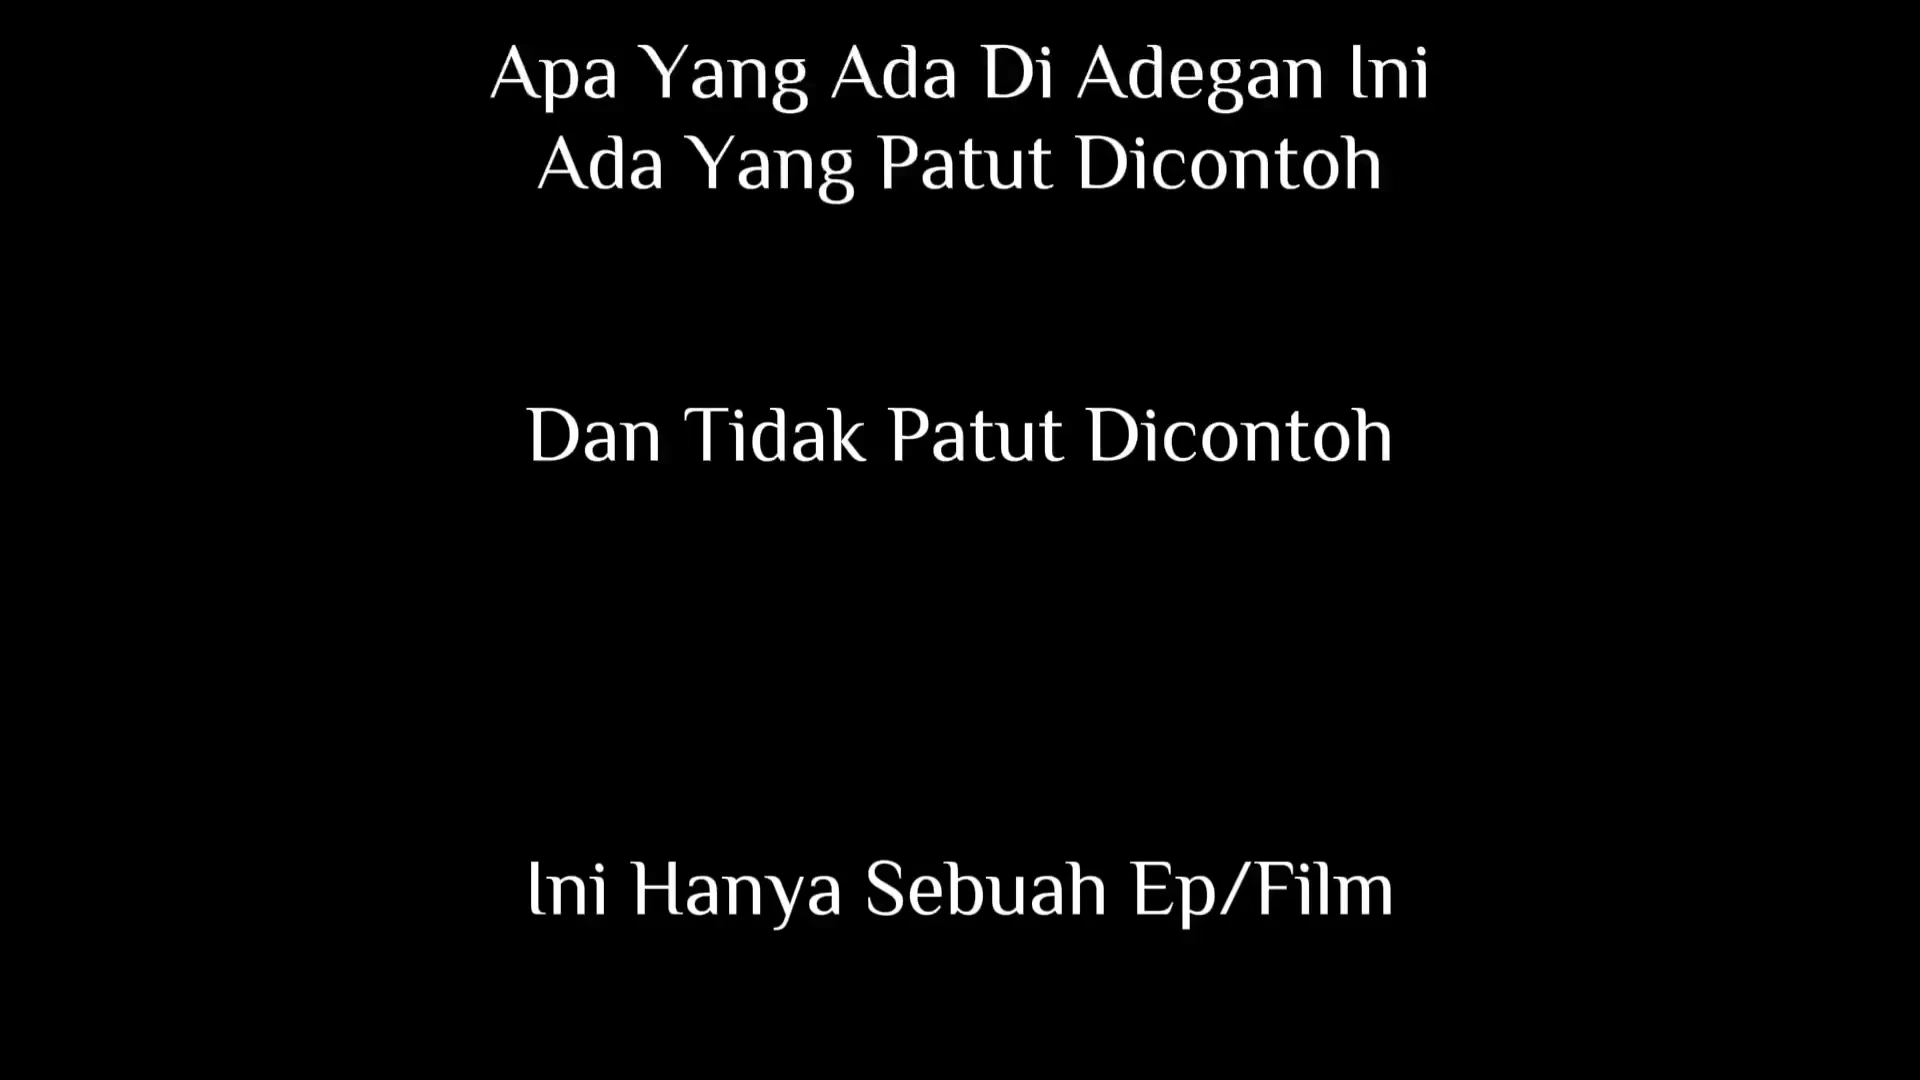 Apa Yang Ada Di Adegan Ini
Ada Yang Patut Dicontoh
Dan Tidak Patut Dicontoh
Ini Hanya Sebuah Ep/Film